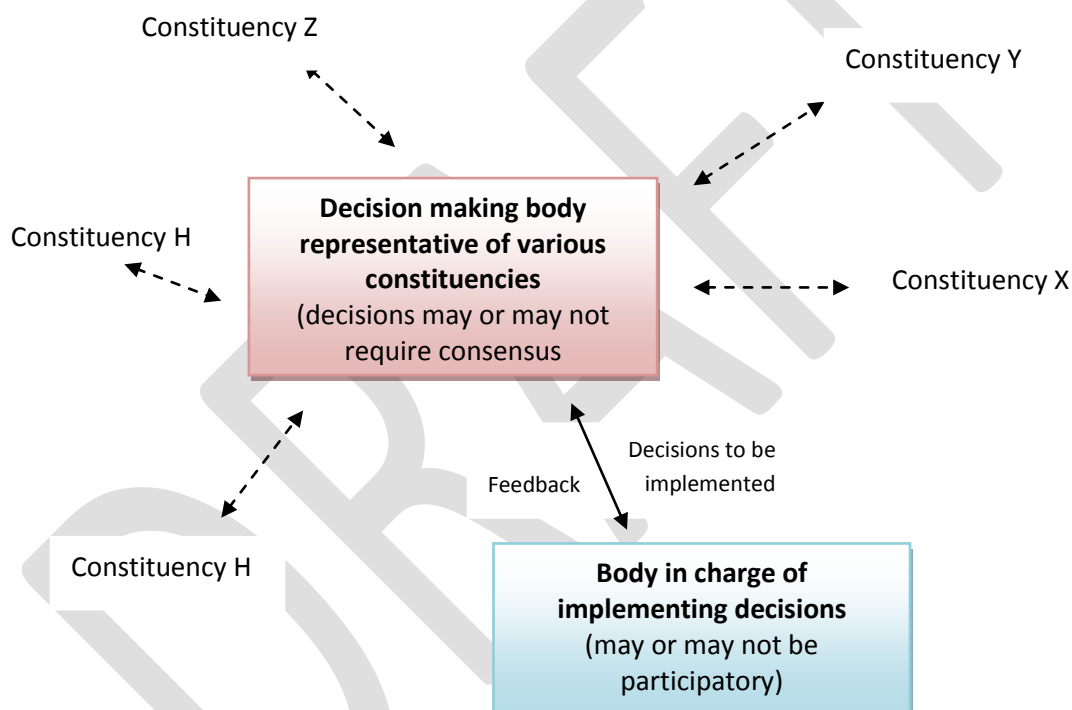 Constituency Z
Constituency Y
Decision making body
representative of various
constituencies
(decisions may or may not
require consensus
Constituency H
Constituency X
Decisions to be
implemented
Feedback
Constituency H
Body in charge of
implementing decisions
(may or may not be
participatory)
DRAFT